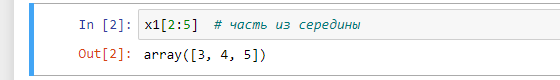 In [2]: x1[2:5]  # часть из середины
Out[2]: array([3, 4, 5])